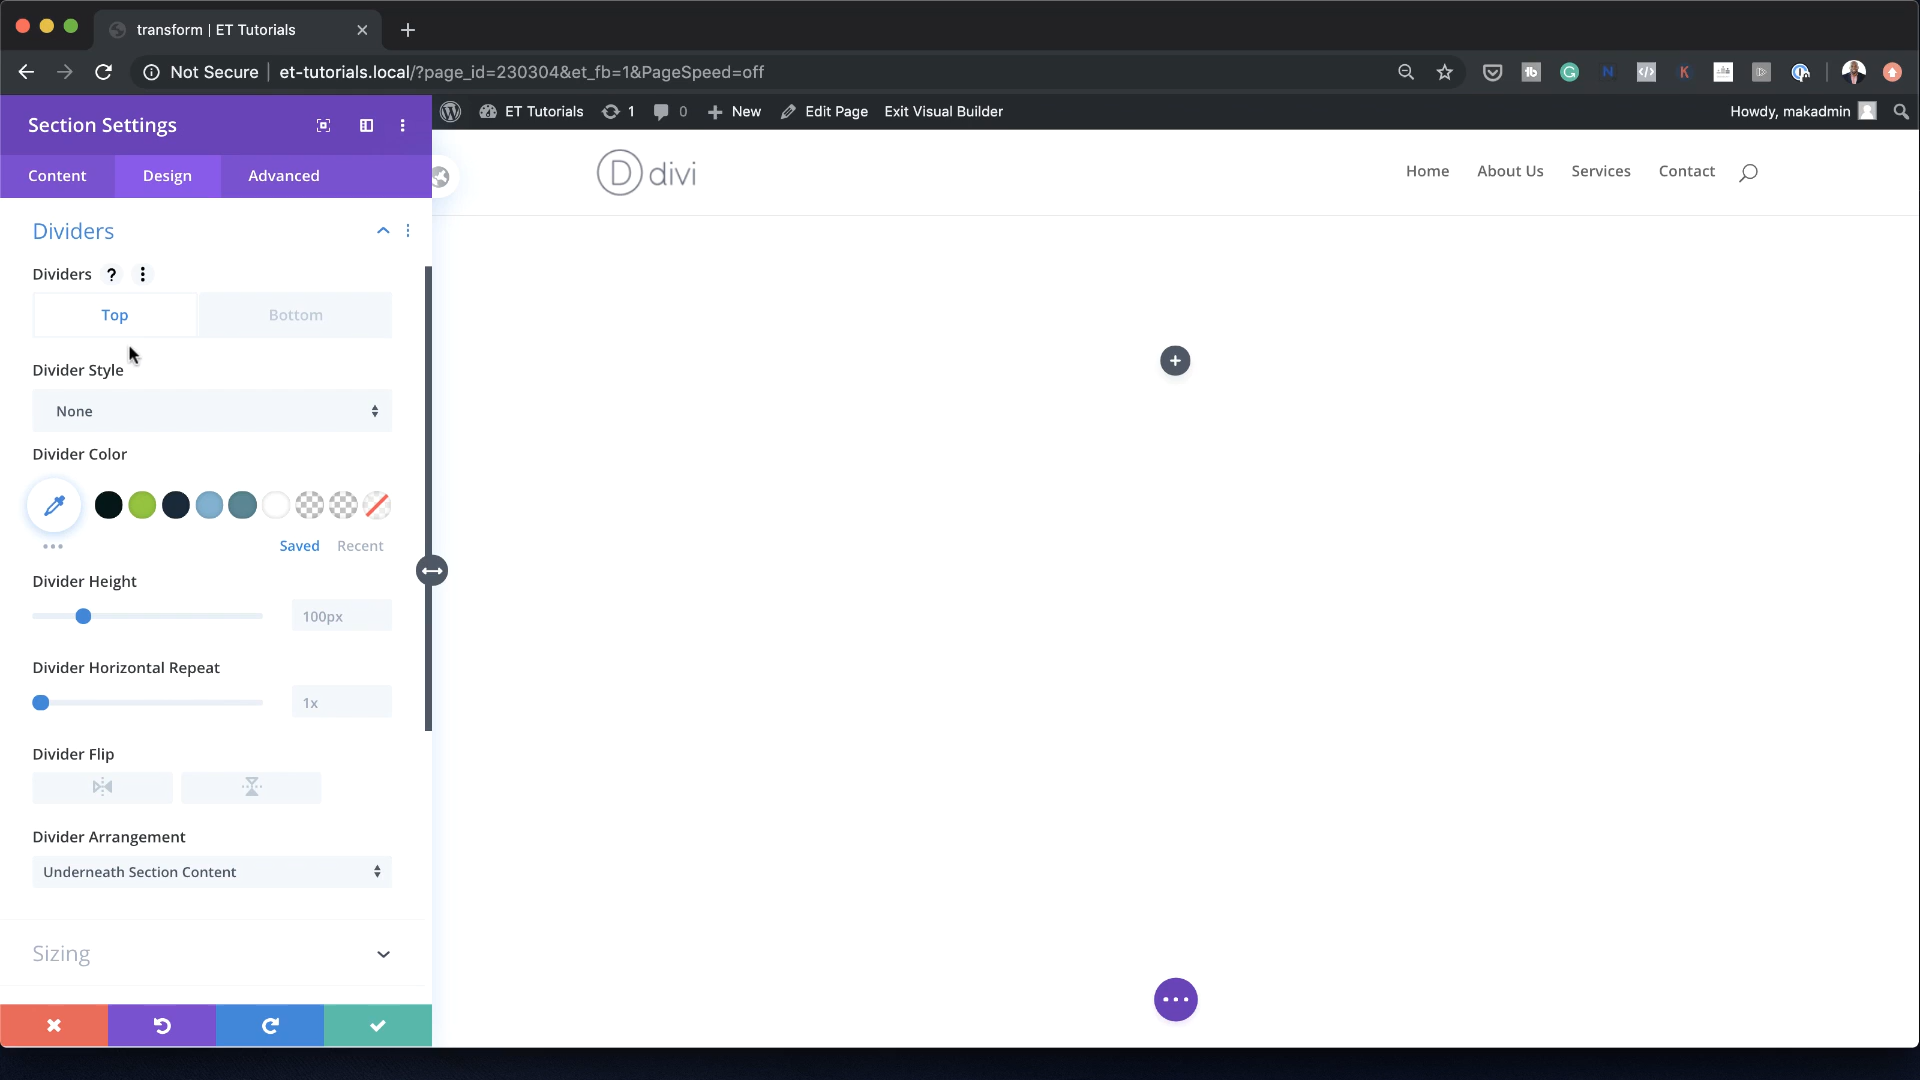 transform | ET Tutorials
Not Secure | et-tutorials.local/?page_id=230304&et_fb=1&PageSpeed=off
Section Settings
ET Tutorials 1 0 New Edit Page Exit Visual Builder Howdy, makadmin
Content Design Advanced
D divi
Home About Us Services Contact
Dividers
Dividers ?
Top Bottom
Divider Style
None
Divider Color
Saved Recent
Divider Height
100px
Divider Horizontal Repeat
1x
Divider Flip
Divider Arrangement
Underneath Section Content
Sizing